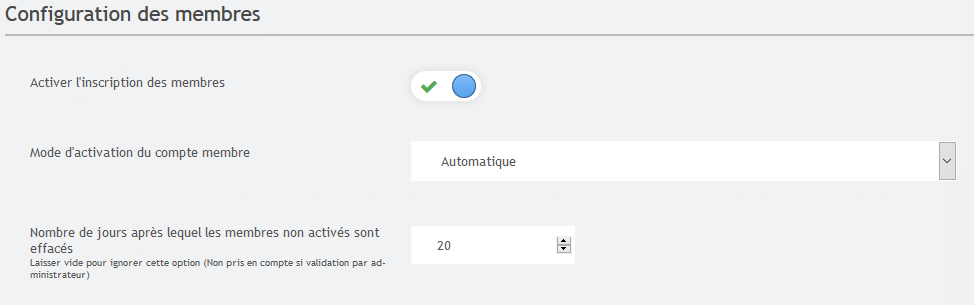 Configuration des membres
Activer l'inscription des membres
Mode d'activation du compte membre
Automatique
Nombre de jours après lequel les membres non activés sont
effacés
Laisser vide pour ignorer cette option (Non pris en compte si validation par ad-
ministrateur)
20